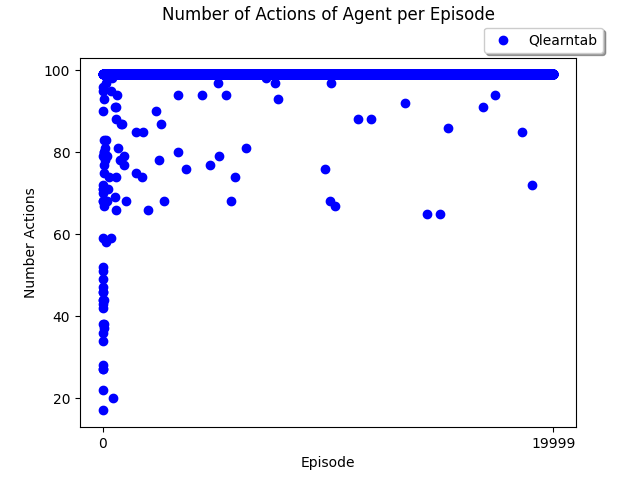 Number of Actions of Agent per Episode
Qlearntab
100
80
60
40
20
Number Actions
0
19999
Episode